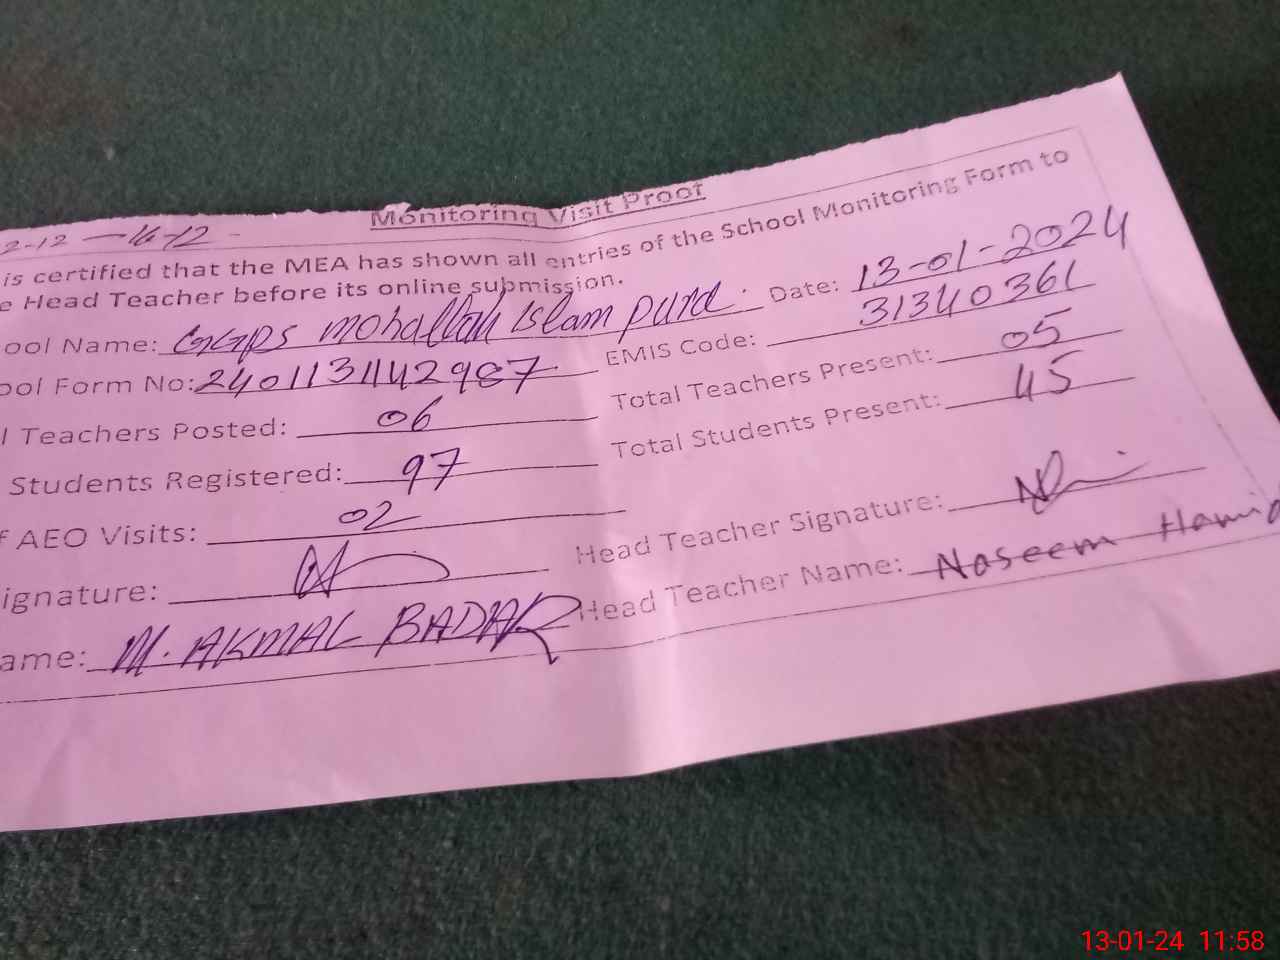 Monitoring Visit Proof
2-12 — 16-12 -
is certified that the MEA has shown all entries of the School Monitoring Form to
e Head Teacher before its online submission.
ool Name: GGPS mohallah Islam pura. Date: 13-01-2024
ool Form No: 2401131142987 EMIS Code: 31340361
l Teachers Posted: 06 Total Teachers Present: 05
Students Registered: 97 Total Students Present: 45
f AEO Visits: 02
ignature: Head Teacher Signature:
ame: M. AKMAL BADAR Head Teacher Name: Naseem Hamid
13-01-24 11:58